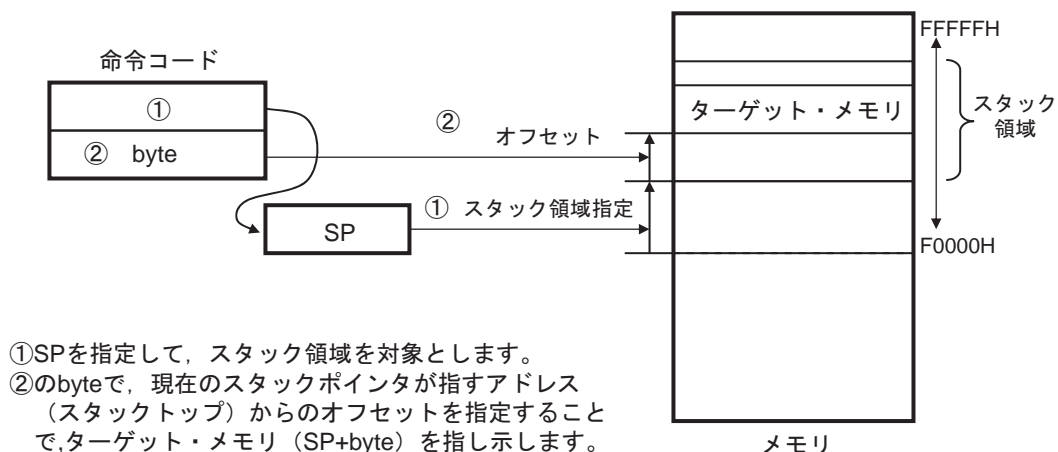 命令コード
①
② byte
SP
②
オフセット
① スタック領域指定
FFFFFH
ターゲット・メモリ
スタック
領域
F0000H
メモリ
①SPを指定して，スタック領域を対象とします。
②のbyteで，現在のスタックポインタが指すアドレス
（スタックトップ）からのオフセットを指定すること
で,ターゲット・メモリ（SP+byte）を指し示します。